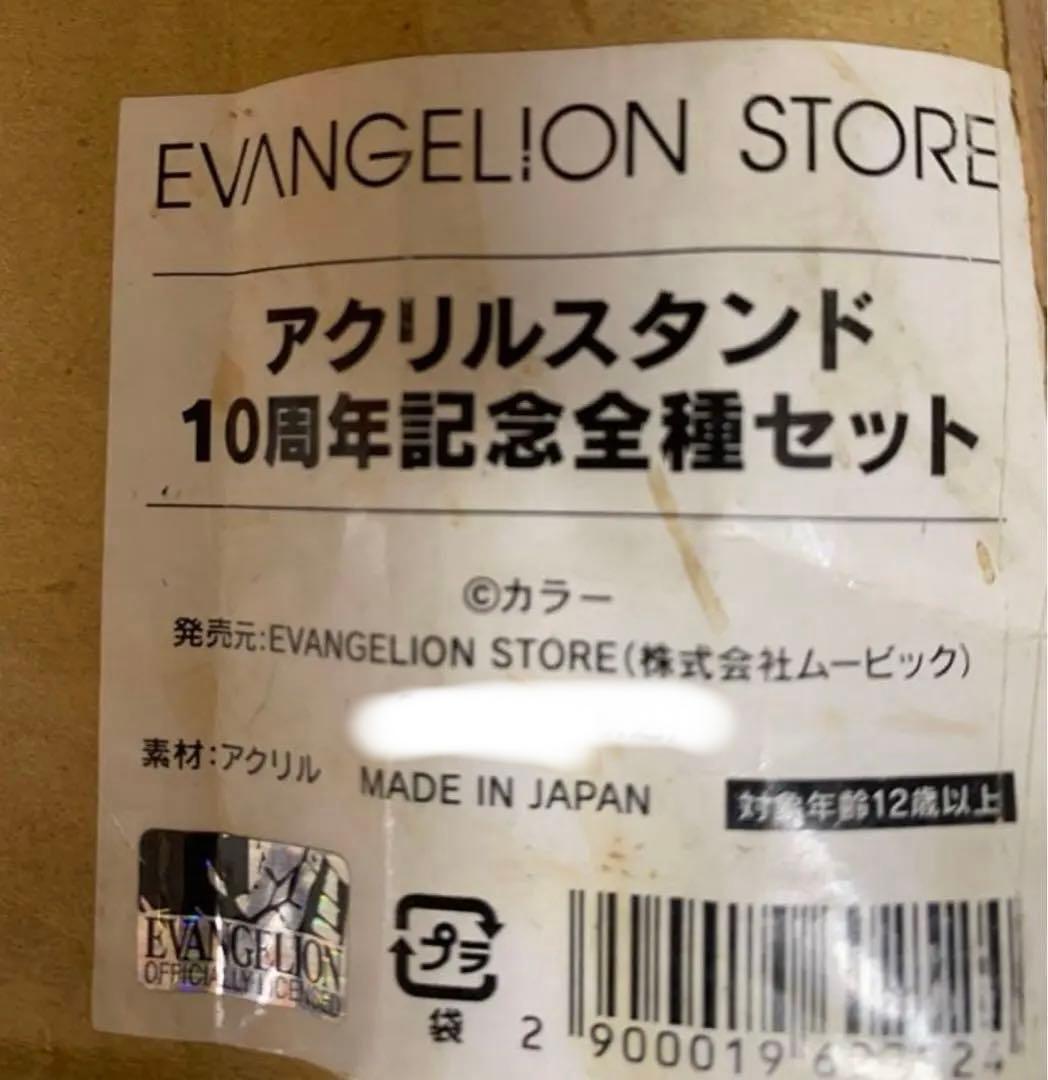 EVANGELION STORE
アクリルスタンド
10周年記念全種セット
©カラー
発売元:EVANGELION STORE(株式会社ムービック)
素材:アクリル
MADE IN JAPAN
対象年齢12歳以上
EVANGELION
OFFICIALLY LICENSED
プラ
袋
2 900019